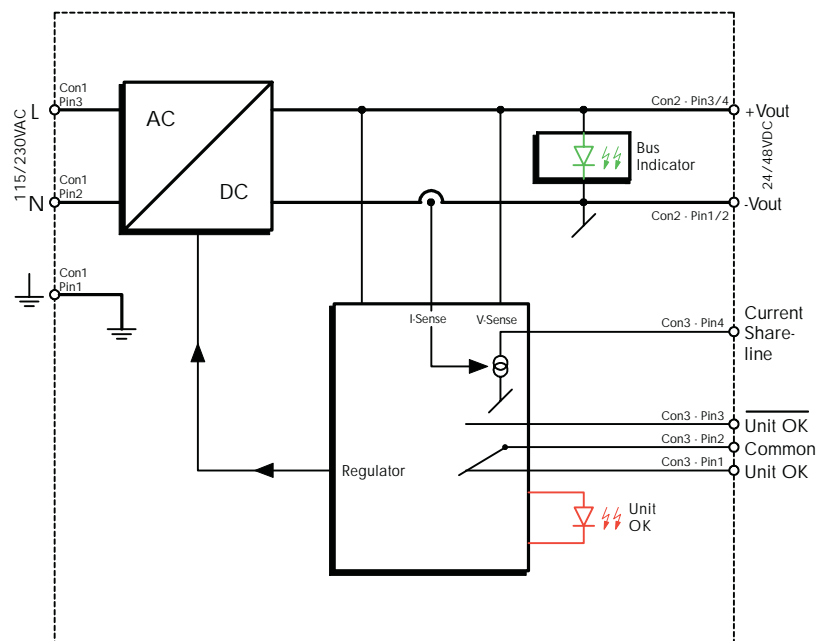 Con1
Pin3
L
115/230VAC
Con1
Pin2
N
Con1
Pin1
AC
DC
Con2 - Pin3/4
+Vout
24/48VDC
Bus
Indicator
Con2 - Pin1/2
-Vout
I-Sense
V-Sense
Con3 - Pin4
Current
Share-
line
Con3 - Pin3
Unit OK
Con3 - Pin2
Common
Con3 - Pin1
Unit OK
Regulator
Unit
OK